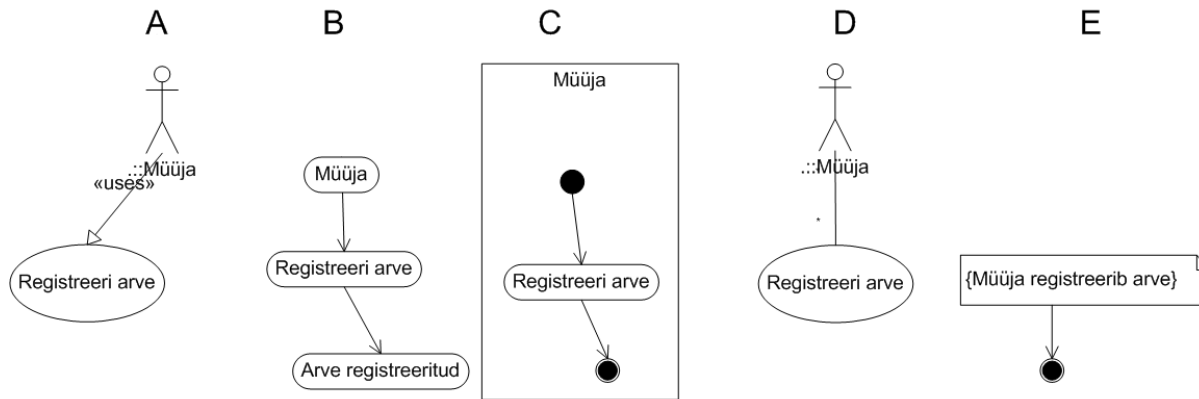 A
B
C
D
E
.::Müüja
«uses»
Registreeri arve
Müüja
Registreeri arve
Arve registreeritud
Müüja
Registreeri arve
.::Müüja
*
Registreeri arve
{Müüja registreerib arve}